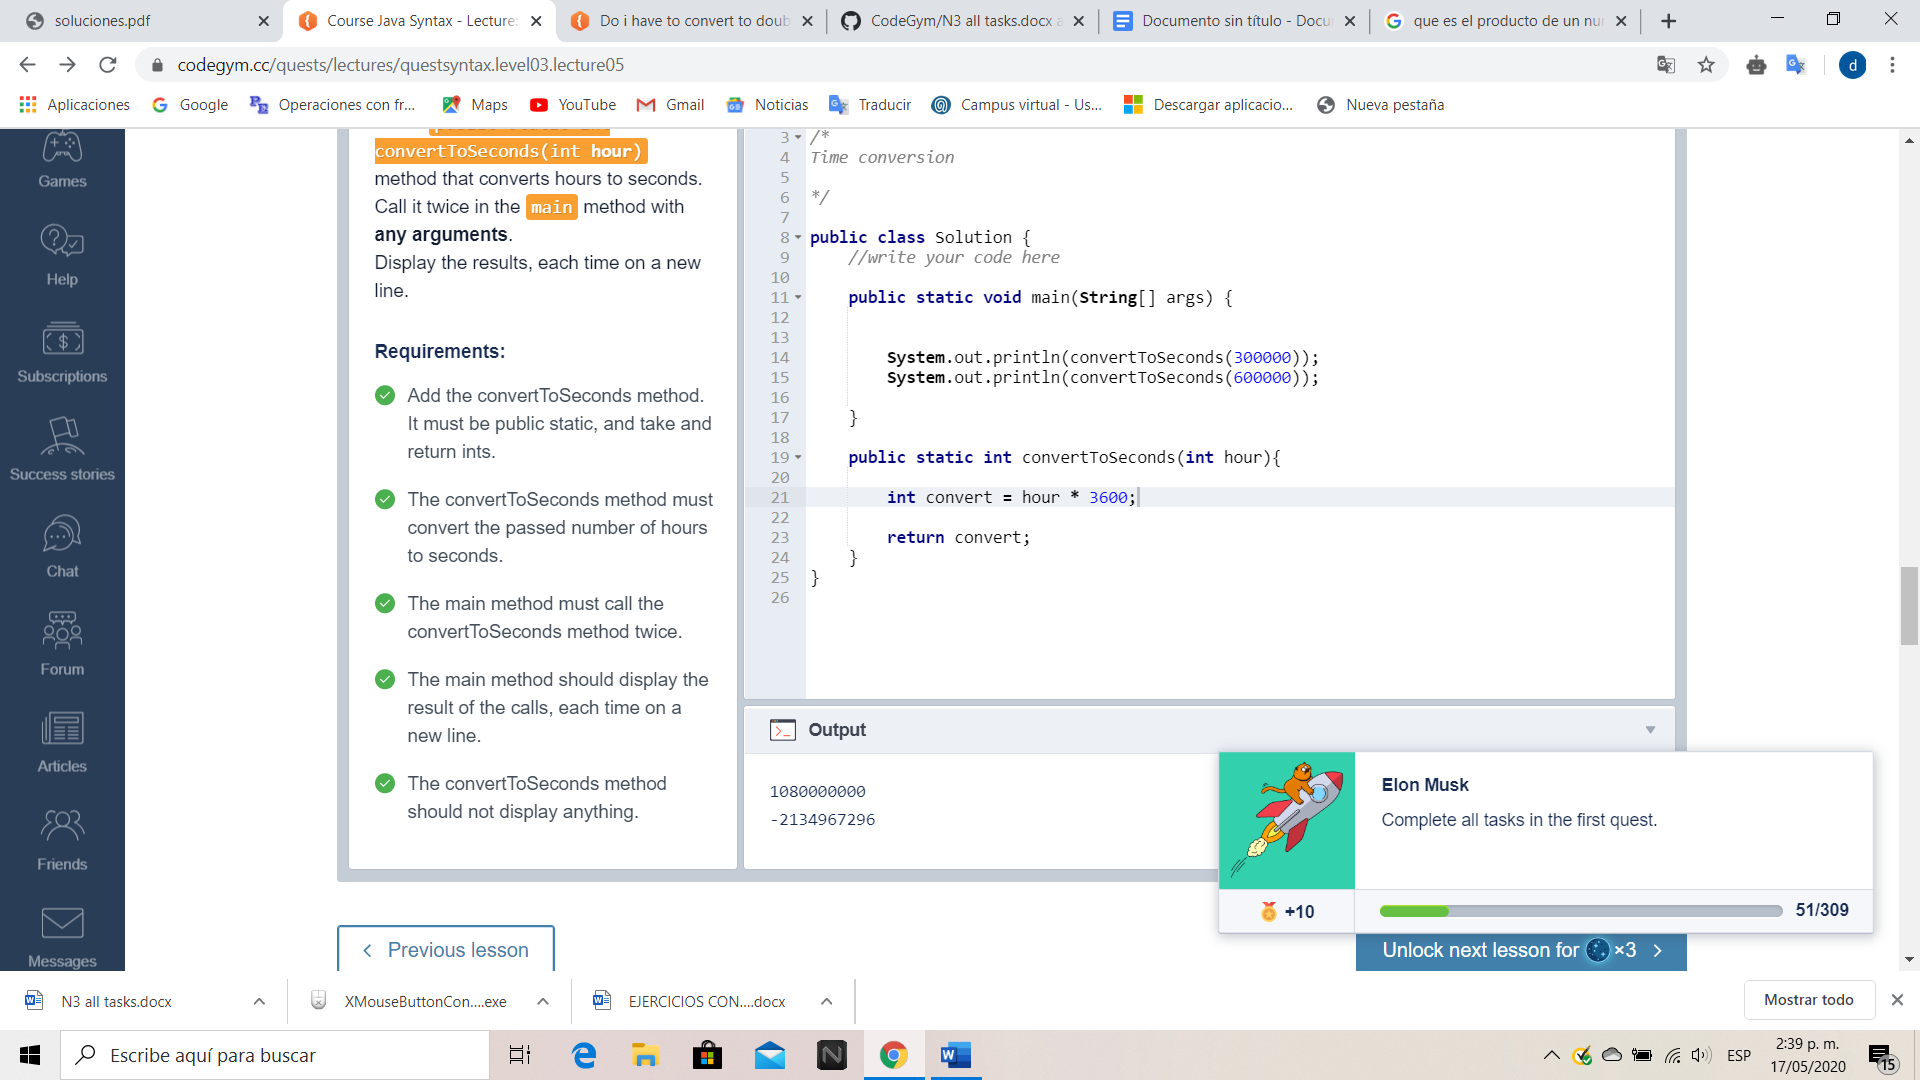 soluciones.pdf
Course Java Syntax - Lecture:
Do i have to convert to doub
CodeGym/N3 all tasks.docx a
Documento sin título - Docu
que es el producto de un nu
codegym.cc/quests/lectures/questsyntax.level03.lecture05
d
Aplicaciones
Google
Operaciones con fr...
Maps
YouTube
Gmail
Noticias
Traducir
Campus virtual - Us...
Descargar aplicacio...
Nueva pestaña
Games
Help
Subscriptions
Success stories
Chat
Forum
Articles
Friends
Messages
convertToSeconds(int hour)
method that converts hours to seconds.
Call it twice in the main method with
any arguments.
Display the results, each time on a new
line.
Requirements:
Add the convertToSeconds method.
It must be public static, and take and
return ints.
The convertToSeconds method must
convert the passed number of hours
to seconds.
The main method must call the
convertToSeconds method twice.
The main method should display the
result of the calls, each time on a
new line.
The convertToSeconds method
should not display anything.
3 /*
4 Time conversion
5
6 */
7
8 public class Solution {
9 //write your code here
10
11 public static void main(String[] args) {
12
13
14 System.out.println(convertToSeconds(300000));
15 System.out.println(convertToSeconds(600000));
16
17 }
18
19 public static int convertToSeconds(int hour){
20
21 int convert = hour * 3600;
22
23 return convert;
24 }
25 }
26
Output
1080000000
-2134967296
Elon Musk
Complete all tasks in the first quest.
+10
51/309
Previous lesson
Unlock next lesson for ×3
N3 all tasks.docx
XMouseButtonCon....exe
EJERCICIOS CON....docx
Mostrar todo
Escribe aquí para buscar
ESP
2:39 p. m.
17/05/2020
15